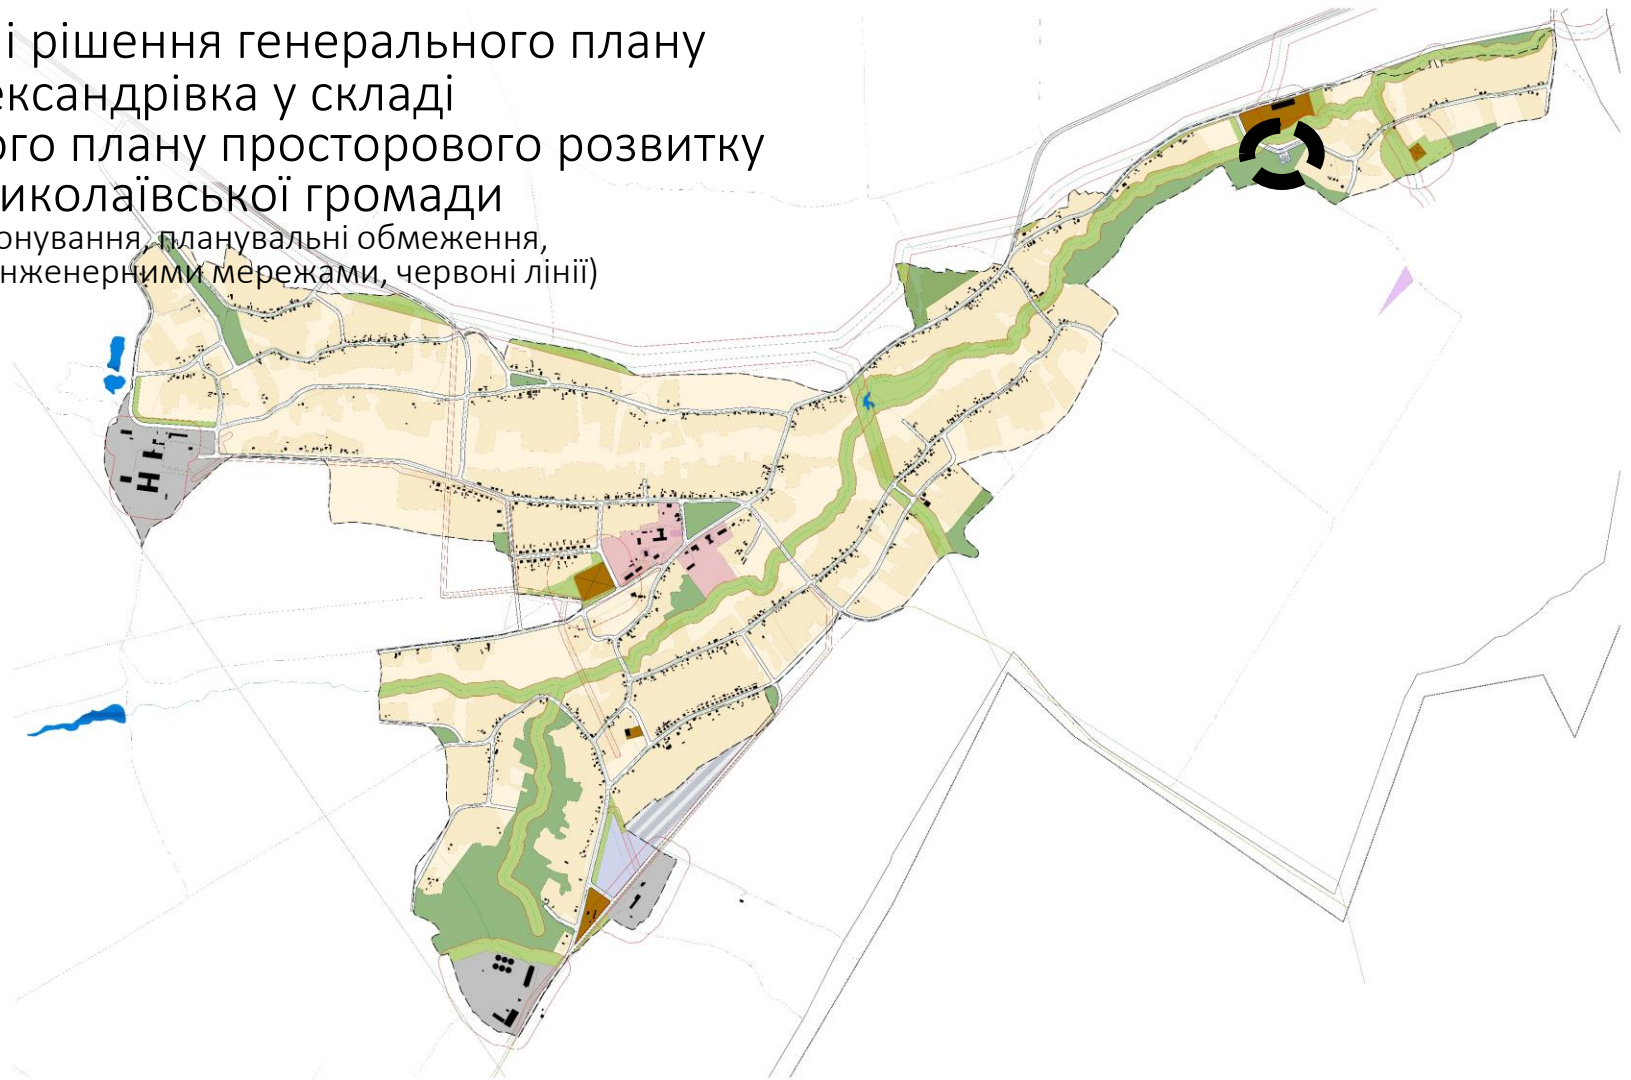 і рішення генерального плану
ександрівка у складі
ого плану просторового розвитку
иколаївської громади
онування, планувальні обмеження,
нженерними мережами, червоні лінії)